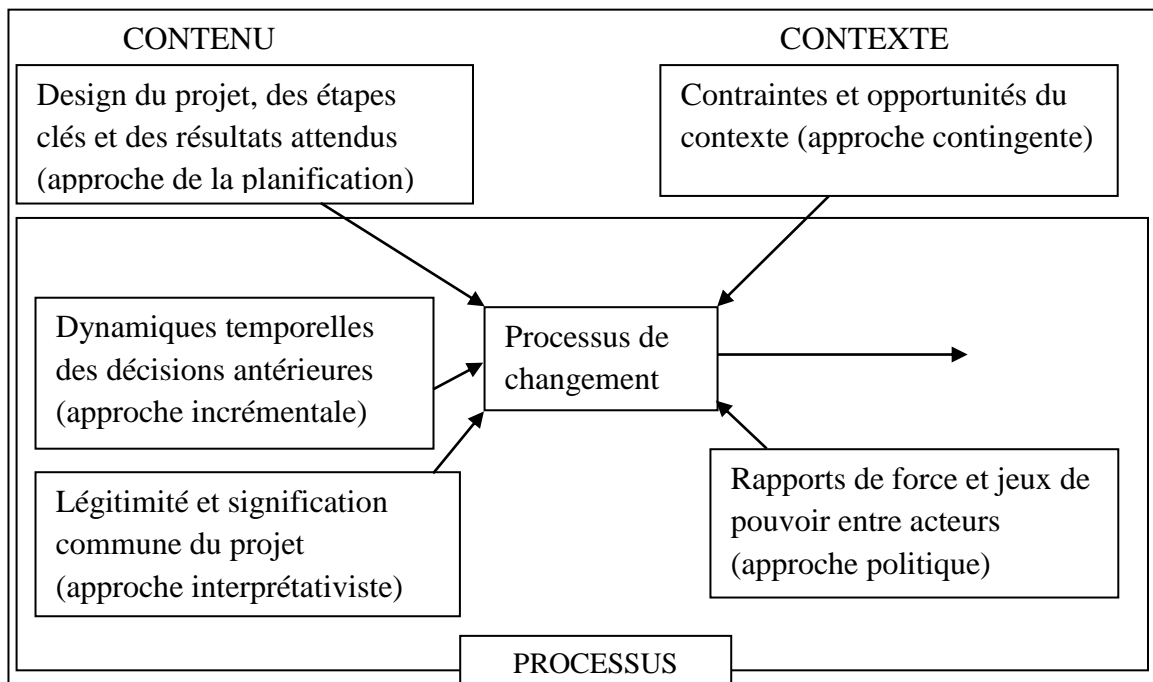 CONTENU
Design du projet, des étapes
clés et des résultats attendus
(approche de la planification)
CONTEXTE
Contraintes et opportunités du
contexte (approche contingente)
Dynamiques temporelles
des décisions antérieures
(approche incrémentale)
Processus de
changement
Légitimité et signification
commune du projet
(approche interprétativiste)
Rapports de force et jeux de
pouvoir entre acteurs
(approche politique)
PROCESSUS